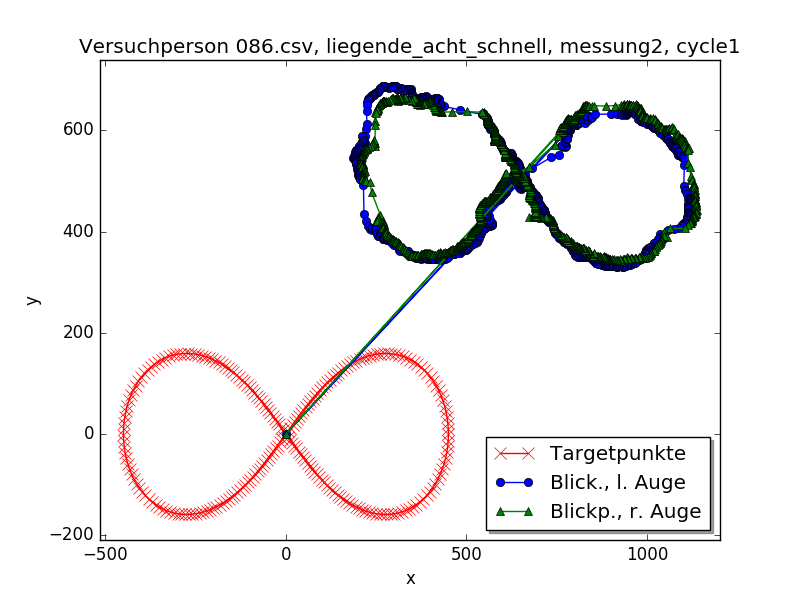 Versuchperson 086.csv, liegende_acht_schnell, messung2, cycle1
y
600
400
200
0
−200
−500
0
500
1000
x
Targetpunkte
Blick., l. Auge
Blickp., r. Auge